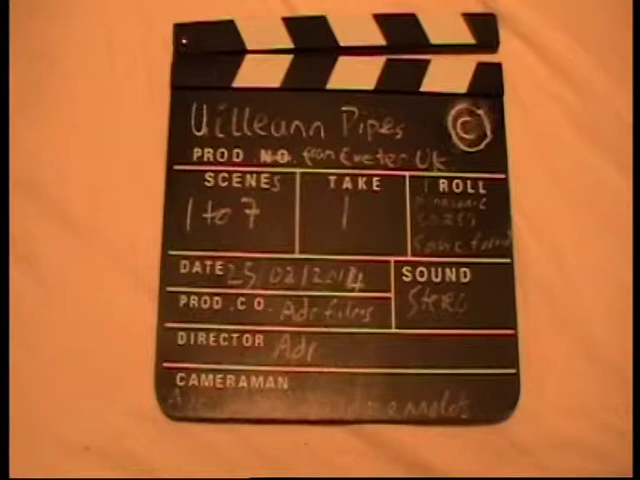 Uilleann Pipes ©
PROD. NO. from Exeter UK
SCENES TAKE ROLL
1 to 7 1 Panasonic
DATE 25/02/2014 SOUND
PROD. CO. Adr films Stereo
DIRECTOR Adr
CAMERAMAN